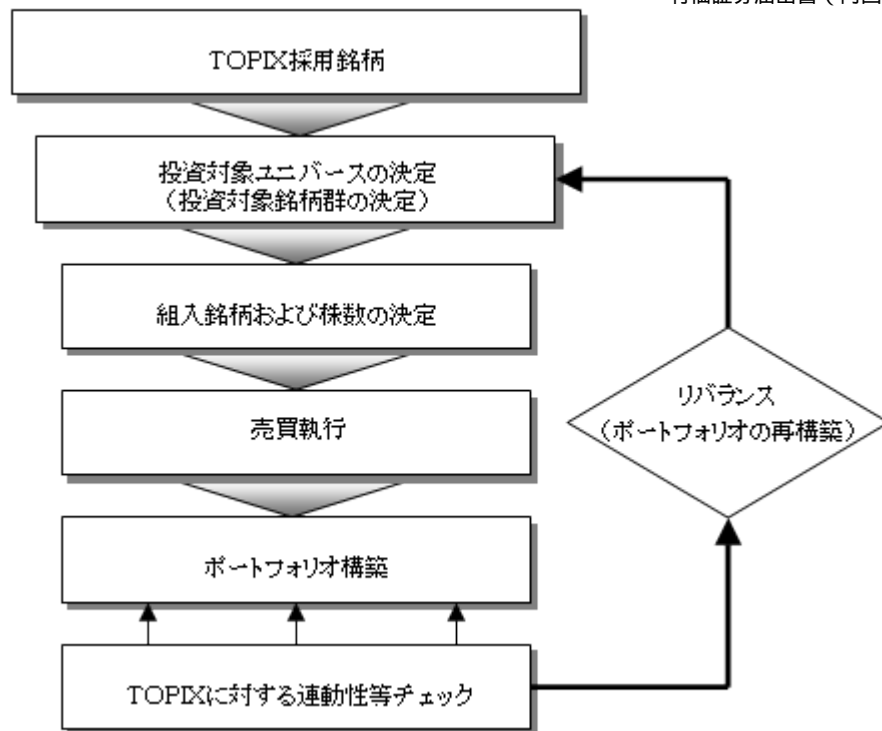 TOPIX採用銘柄
投資対象ユニバースの決定
（投資対象銘柄群の決定）
組入銘柄および株数の決定
売買執行
ポートフォリオ構築
TOPIXに対する連動性等チェック
リバランス
（ポートフォリオの再構築）